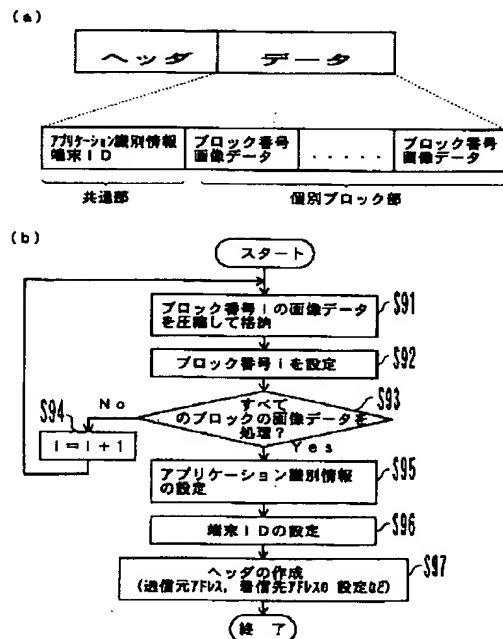 (a)
ヘッダ データ
アプリケーション識別情報
端末ID
ブロック番号
画像データ
.....
ブロック番号
画像データ
共通部 個別ブロック部
(b)
スタート
ブロック番号iの画像データ
を圧縮して格納
S91
ブロック番号iを設定
S92
すべて
のブロックの画像データを
処理?
S93
No
Yes
S94
i=i+1
アプリケーション識別情報
の設定
S95
端末IDの設定
S96
ヘッダの作成
(送信元アドレス,着信先アドレスの 設定など)
S97
終 了